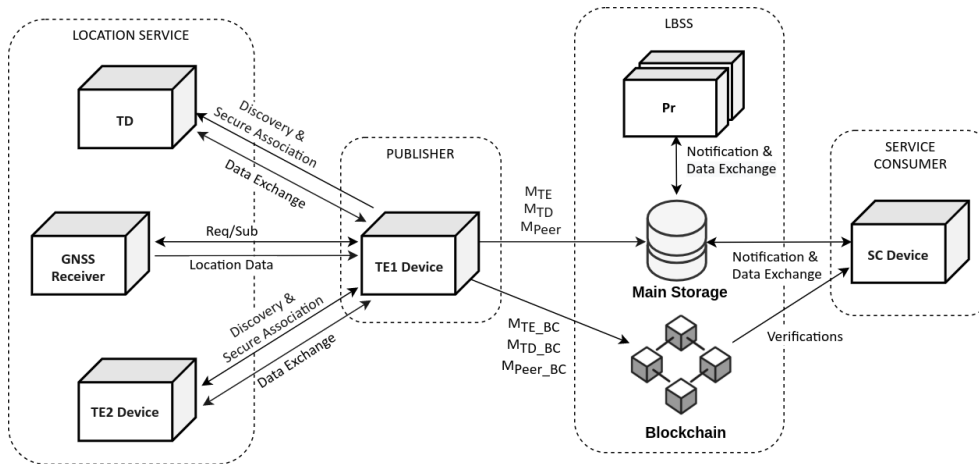 LOCATION SERVICE
TD
Discovery &
Secure Association
Data Exchange
GNSS
Receiver
Req/Sub
Location Data
Discovery &
Secure Association
Data Exchange
TE2 Device
PUBLISHER
TE1 Device
MTE
MTD
MPeer
MTE_BC
MTD_BC
MPeer_BC
LBSS
Pr
Notification &
Data Exchange
Main Storage
Blockchain
Notification &
Data Exchange
Verifications
SERVICE
CONSUMER
SC Device